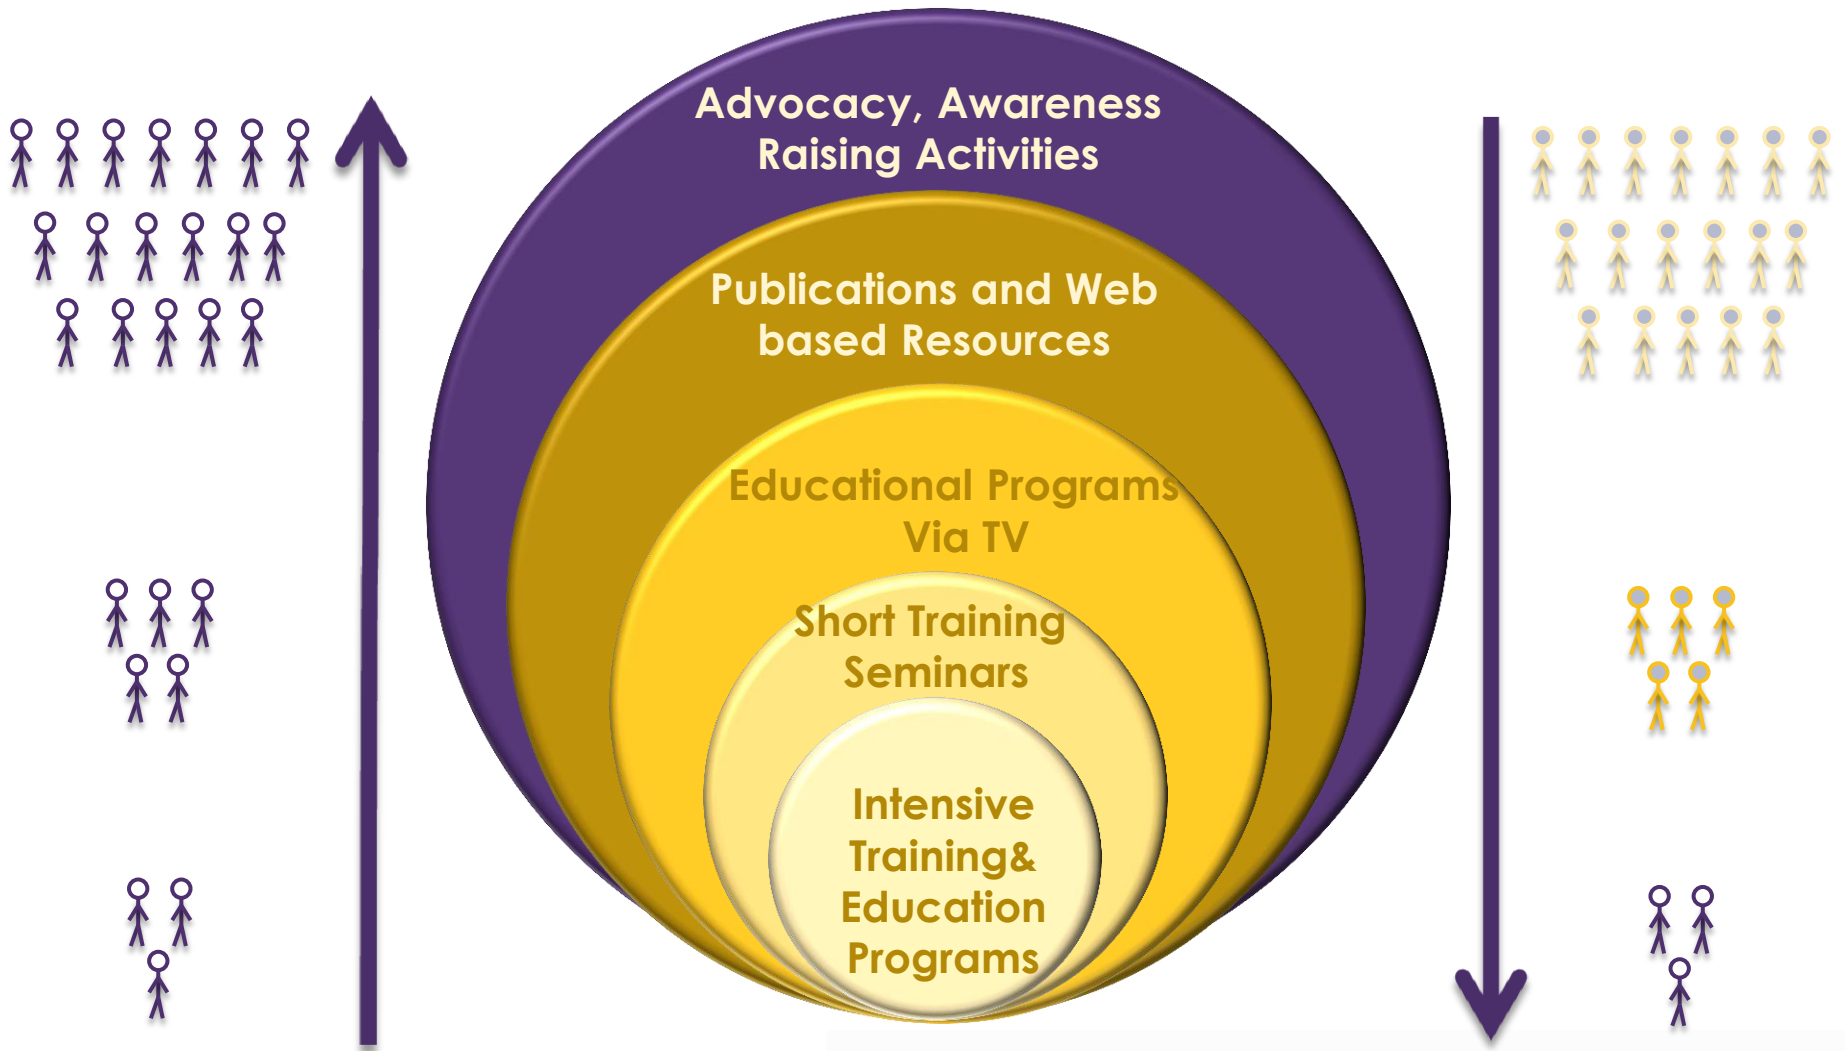 Advocacy, Awareness
Raising Activities
Publications and Web
based Resources
Educational Programs
Via TV
Short Training
Seminars
Intensive
Training&
Education
Programs